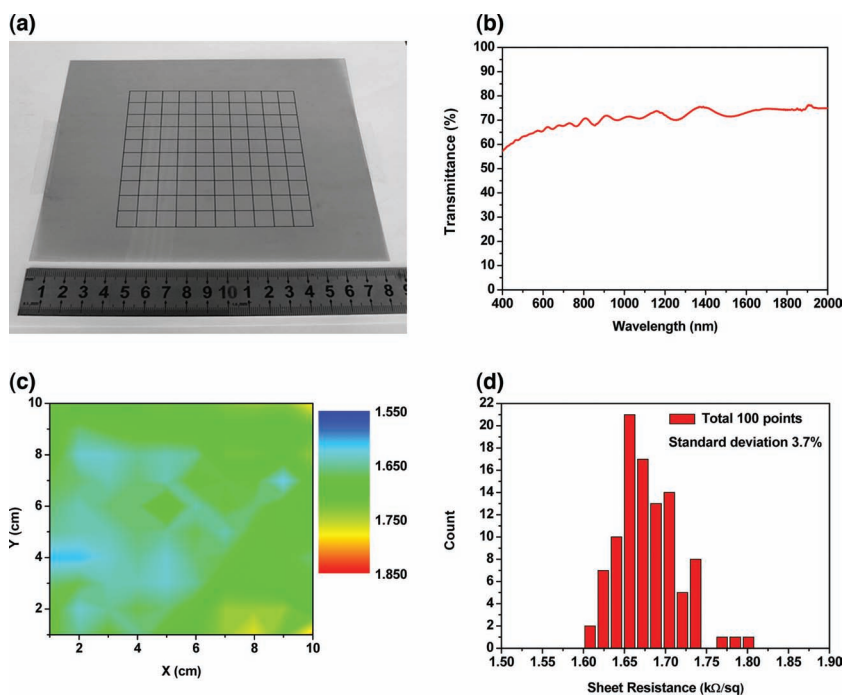 (a)
1 2 3 4 5 6 7 8 9 10 1 2 3 4 5 6 7 8 9
(b)
100
90
80
70
60
50
40
30
20
10
0
400 600 800 1000 1200 1400 1600 1800 2000
Transmittance (%)
Wavelength (nm)
(c)
10
8
6
4
2
2 4 6 8 10
Y (cm)
X (cm)
1.550
1.650
1.750
1.850
(d)
22
20
18
16
14
12
10
8
6
4
2
0
1.50 1.55 1.60 1.65 1.70 1.75 1.80 1.85 1.90
Count
Sheet Resistance (kΩ/sq)
Total 100 points
Standard deviation 3.7%